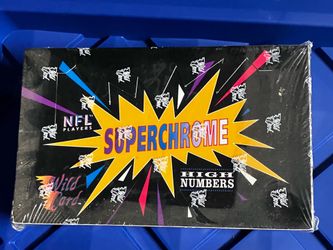 NFL
PLAYERS
SUPERCHROME
Wild
Card
HIGH
NUMBERS